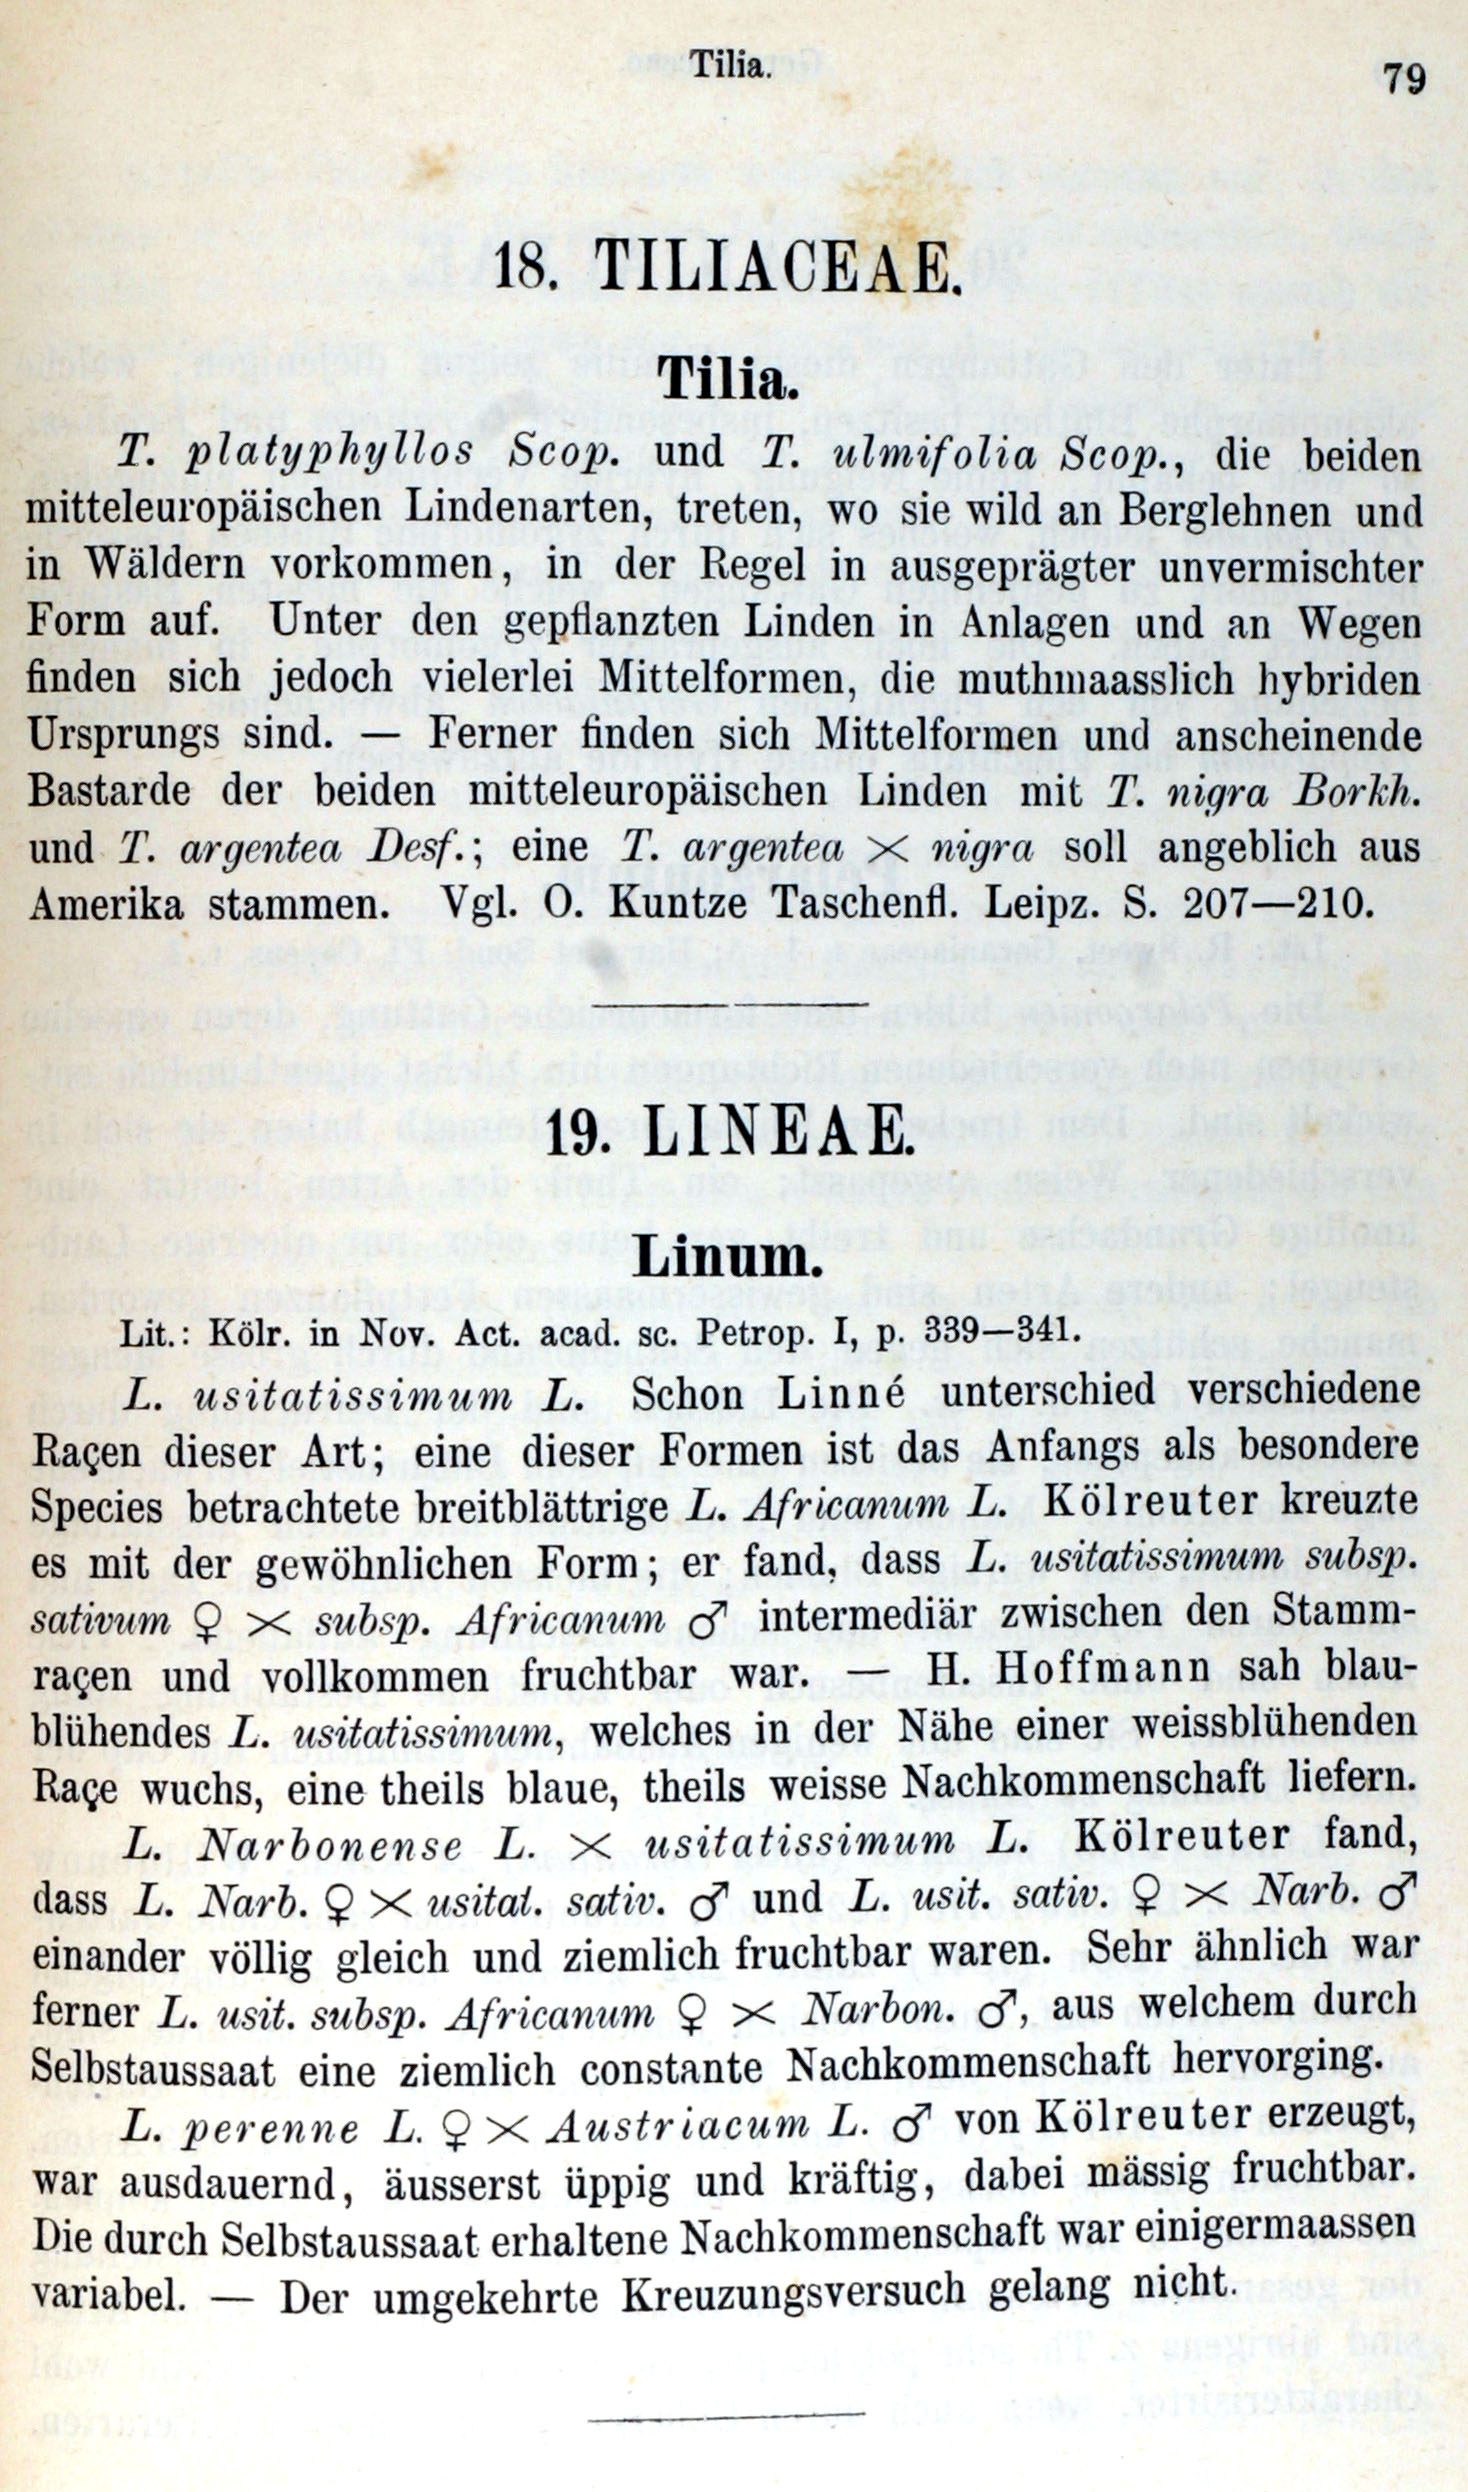 Tilia.
79
18. TILIACEAE.
Tilia.
T. platyphyllos Scop. und T. ulmifolia Scop., die beiden
mitteleuropäischen Lindenarten, treten, wo sie wild an Berglehnen und
in Wäldern vorkommen, in der Regel in ausgeprägter unvermischter
Form auf. Unter den gepflanzten Linden in Anlagen und an Wegen
finden sich jedoch vielerlei Mittelformen, die muthmaasslich hybriden
Ursprungs sind. — Ferner finden sich Mittelformen und anscheinende
Bastarde der beiden mitteleuropäischen Linden mit T. nigra Borkh.
und T. argentea Desf.; eine T. argentea × nigra soll angeblich aus
Amerika stammen. Vgl. O. Kuntze Taschenfl. Leipz. S. 207—210.
19. LINEAE.
Linum.
Lit.: Kölr. in Nov. Act. acad. sc. Petrop. I, p. 339—341.
L. usitatissimum L. Schon Linné unterschied verschiedene
Raçen dieser Art; eine dieser Formen ist das Anfangs als besondere
Species betrachtete breitblättrige L. Africanum L. Kölreuter kreuzte
es mit der gewöhnlichen Form; er fand, dass L. usitatissimum subsp.
sativum ♀ × subsp. Africanum ♂ intermediär zwischen den Stamm-
raçen und vollkommen fruchtbar war. — H. Hoffmann sah blau-
blühendes L. usitatissimum, welches in der Nähe einer weissblühenden
Raçe wuchs, eine theils blaue, theils weisse Nachkommenschaft liefern.
L. Narbonense L. × usitatissimum L. Kölreuter fand,
dass L. Narb. ♀ × usitat. sativ. ♂ und L. usit. sativ. ♀ × Narb. ♂
einander völlig gleich und ziemlich fruchtbar waren. Sehr ähnlich war
ferner L. usit. subsp. Africanum ♀ × Narbon. ♂, aus welchem durch
Selbstaussaat eine ziemlich constante Nachkommenschaft hervorging.
L. perenne L. ♀ × Austriacum L. ♂ von Kölreuter erzeugt,
war ausdauernd, äusserst üppig und kräftig, dabei mässig fruchtbar.
Die durch Selbstaussaat erhaltene Nachkommenschaft war einigermaassen
variabel. — Der umgekehrte Kreuzungsversuch gelang nicht.